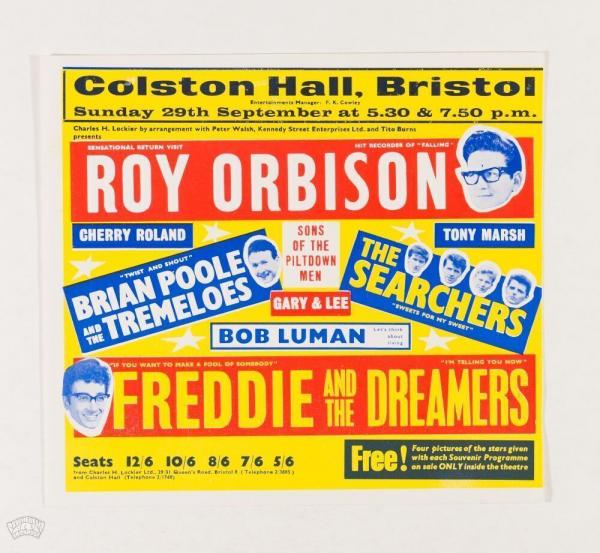 Colston Hall, Bristol
Entertainments Manager: F. K. Cowley
Sunday 29th September at 5.30 & 7.50 p.m.
Charles H. Lockier by arrangement with Peter Walsh, Kennedy Street Enterprises Ltd. and Tito Burns
presents
SENSATIONAL RETURN VISIT
HIT RECORDER OF "FALLING"
ROY ORBISON
CHERRY ROLAND
SONS
OF THE
PILTDOWN
MEN
TONY MARSH
"TWIST AND SHOUT"
BRIAN POOLE
AND THE TREMELOES
THE
SEARCHERS
"SWEETS FOR MY SWEET"
GARY & LEE
BOB LUMAN
Let's think
about
living
"IF YOU WANT TO MAKE A FOOL OF SOMEBODY"
"I'M TELLING YOU NOW"
FREDDIE AND THE DREAMERS
Seats 12/6 10/6 8/6 7/6 5/6
from Charles H. Lockier Ltd., 29/31 Queen's Road, Bristol 8 (Telephone 2/3885)
and Colston Hall (Telephone 2/1768)
Free!
Four pictures of the stars given
with each Souvenir Programme
on sale ONLY inside the theatre